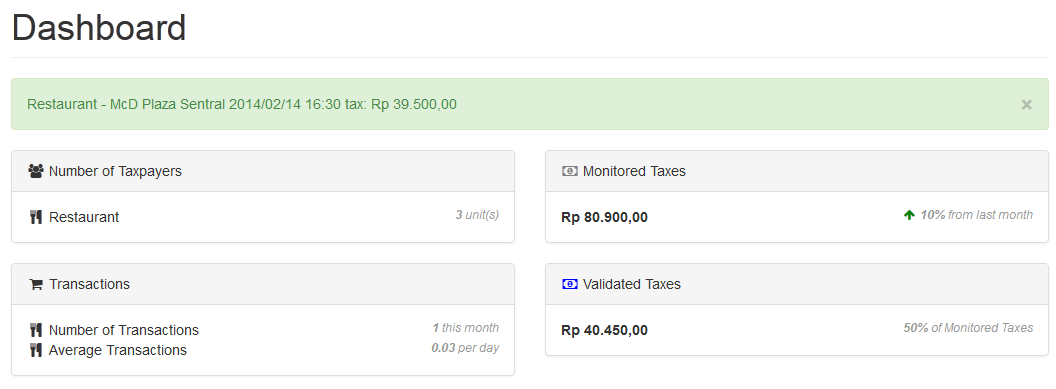 Dashboard
Restaurant - McD Plaza Sentral 2014/02/14 16:30 tax: Rp 39.500,00 ×
Number of Taxpayers
Restaurant 3 unit(s)
Monitored Taxes
Rp 80.900,00 10% from last month
Transactions
Number of Transactions 1 this month
Average Transactions 0.03 per day
Validated Taxes
Rp 40.450,00 50% of Monitored Taxes